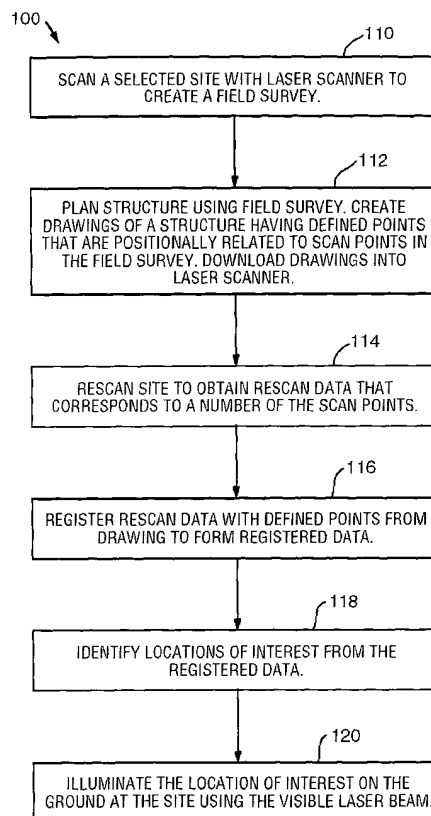 100
110
SCAN A SELECTED SITE WITH LASER SCANNER TO
CREATE A FIELD SURVEY.
112
PLAN STRUCTURE USING FIELD SURVEY. CREATE
DRAWINGS OF A STRUCTURE HAVING DEFINED POINTS
THAT ARE POSITIONALLY RELATED TO SCAN POINTS IN
THE FIELD SURVEY. DOWNLOAD DRAWINGS INTO
LASER SCANNER.
114
RESCAN SITE TO OBTAIN RESCAN DATA THAT
CORRESPONDS TO A NUMBER OF THE SCAN POINTS.
116
REGISTER RESCAN DATA WITH DEFINED POINTS FROM
DRAWING TO FORM REGISTERED DATA.
118
IDENTIFY LOCATIONS OF INTEREST FROM THE
REGISTERED DATA.
120
ILLUMINATE THE LOCATION OF INTEREST ON THE
GROUND AT THE SITE USING THE VISIBLE LASER BEAM.